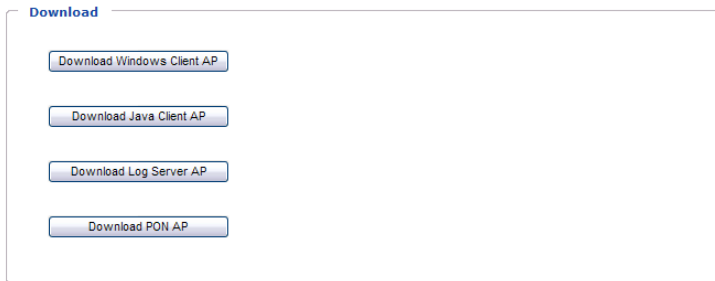 Download
Download Windows Client AP
Download Java Client AP
Download Log Server AP
Download PON AP